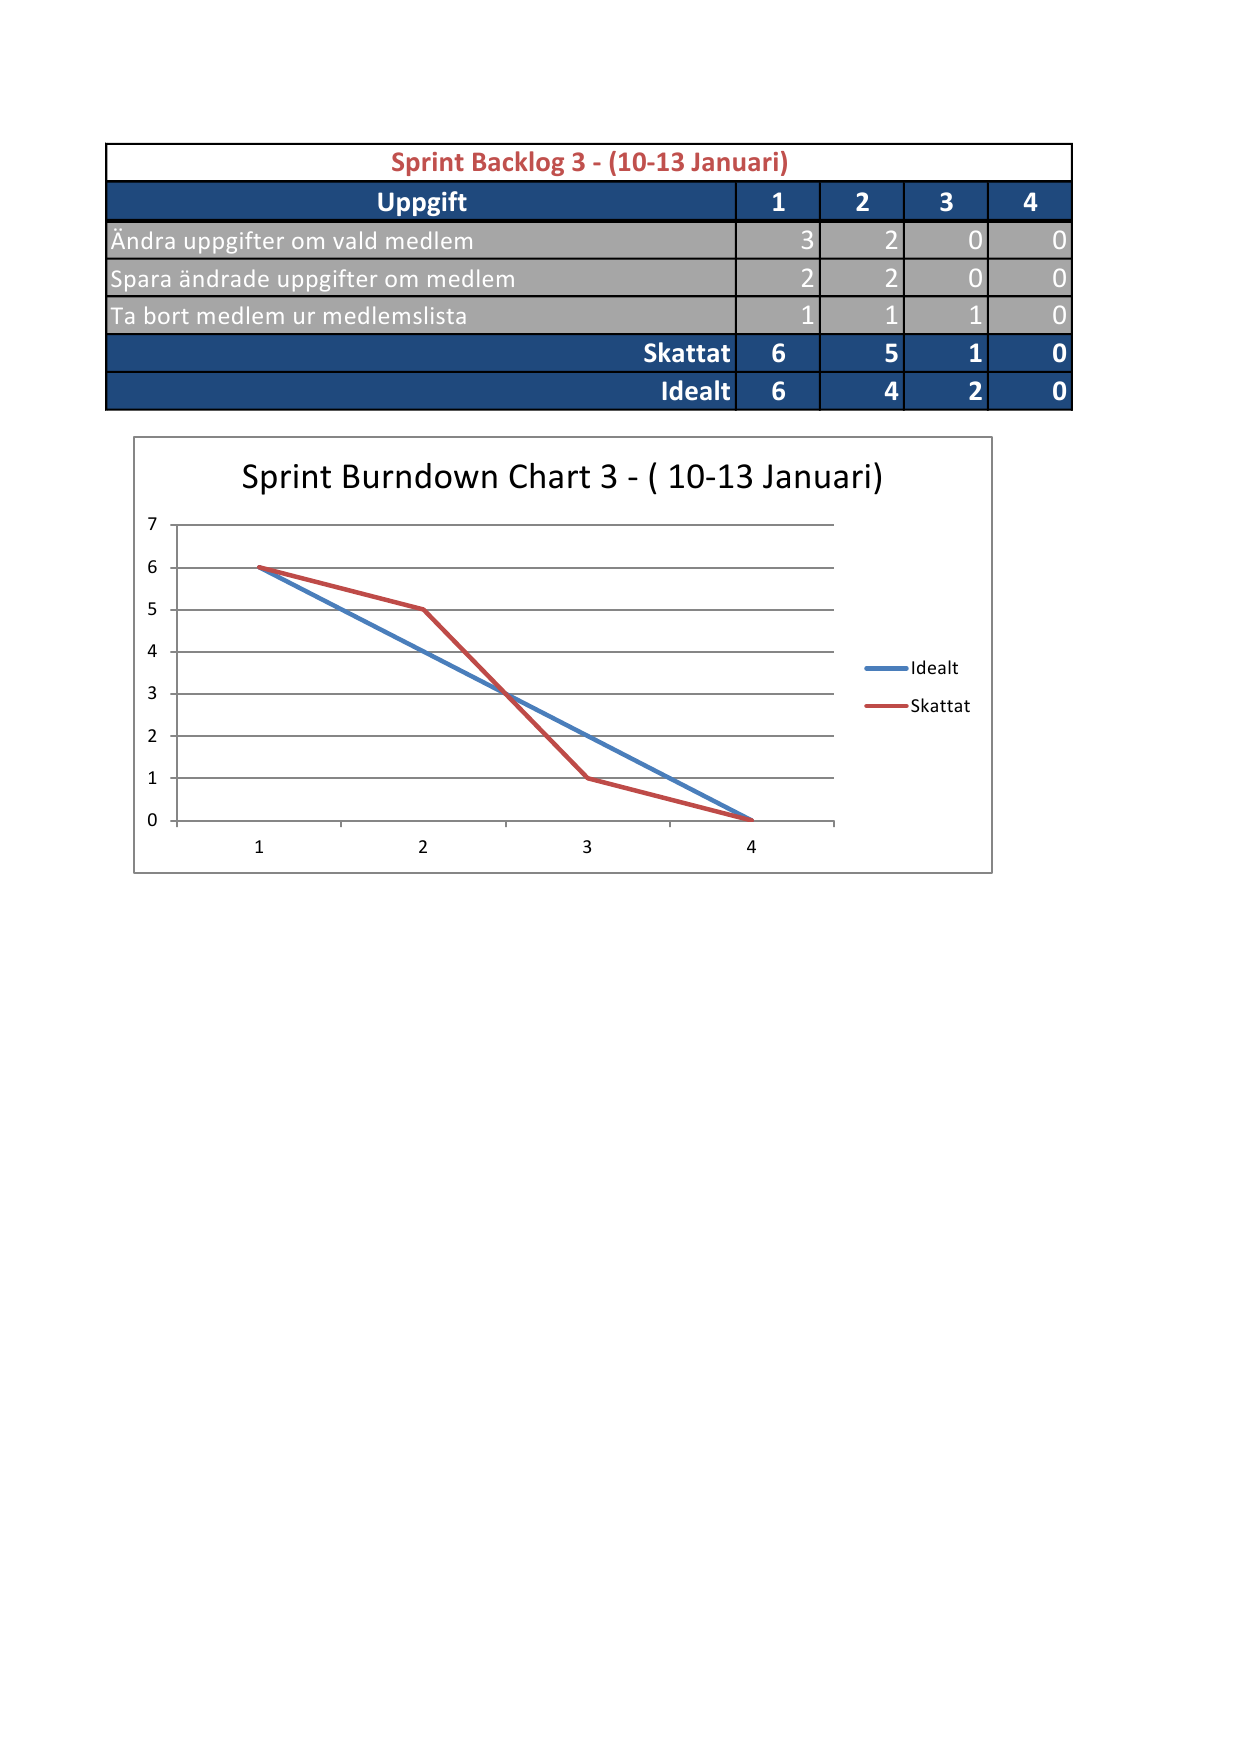 Sprint Backlog 3 - (10-13 Januari)
Uppgift 1 2 3 4
Ändra uppgifter om vald medlem 3 2 0 0
Spara ändrade uppgifter om medlem 2 2 0 0
Ta bort medlem ur medlemslista 1 1 1 0
Skattat 6 5 1 0
Idealt 6 4 2 0
Sprint Burndown Chart 3 - ( 10-13 Januari)
7
6
5
4
3
2
1
0
1 2 3 4
Idealt
Skattat